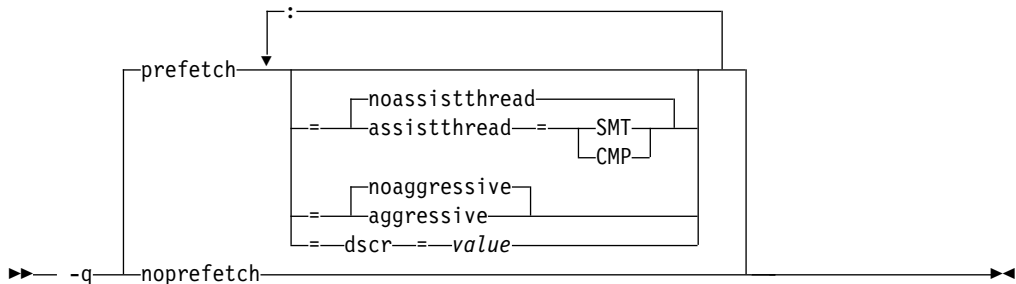 :
prefetch
noassistthread
= assistthread = SMT
CMP
noaggressive
= aggressive
= dscr = value
-q noprefetch